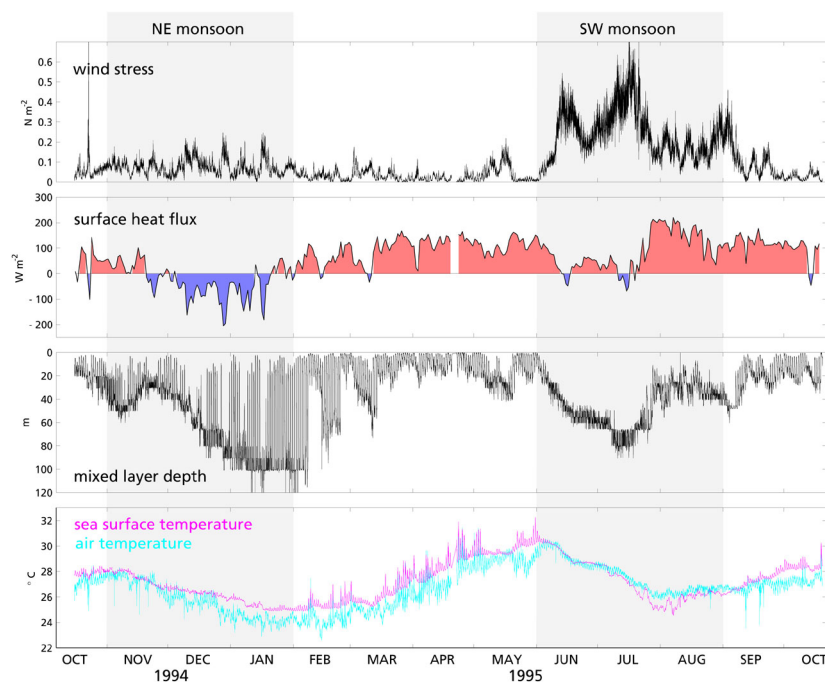 NE monsoon SW monsoon
wind stress
N m-2
0.6
0.5
0.4
0.3
0.2
0.1
0
surface heat flux
W m-2
300
200
100
0
- 100
- 200
0
20
40
60
80
100
120
m
mixed layer depth
sea surface temperature
air temperature
° C
32
30
28
26
24
22
OCT NOV DEC JAN FEB MAR APR MAY JUN JUL AUG SEP OCT
1994 1995